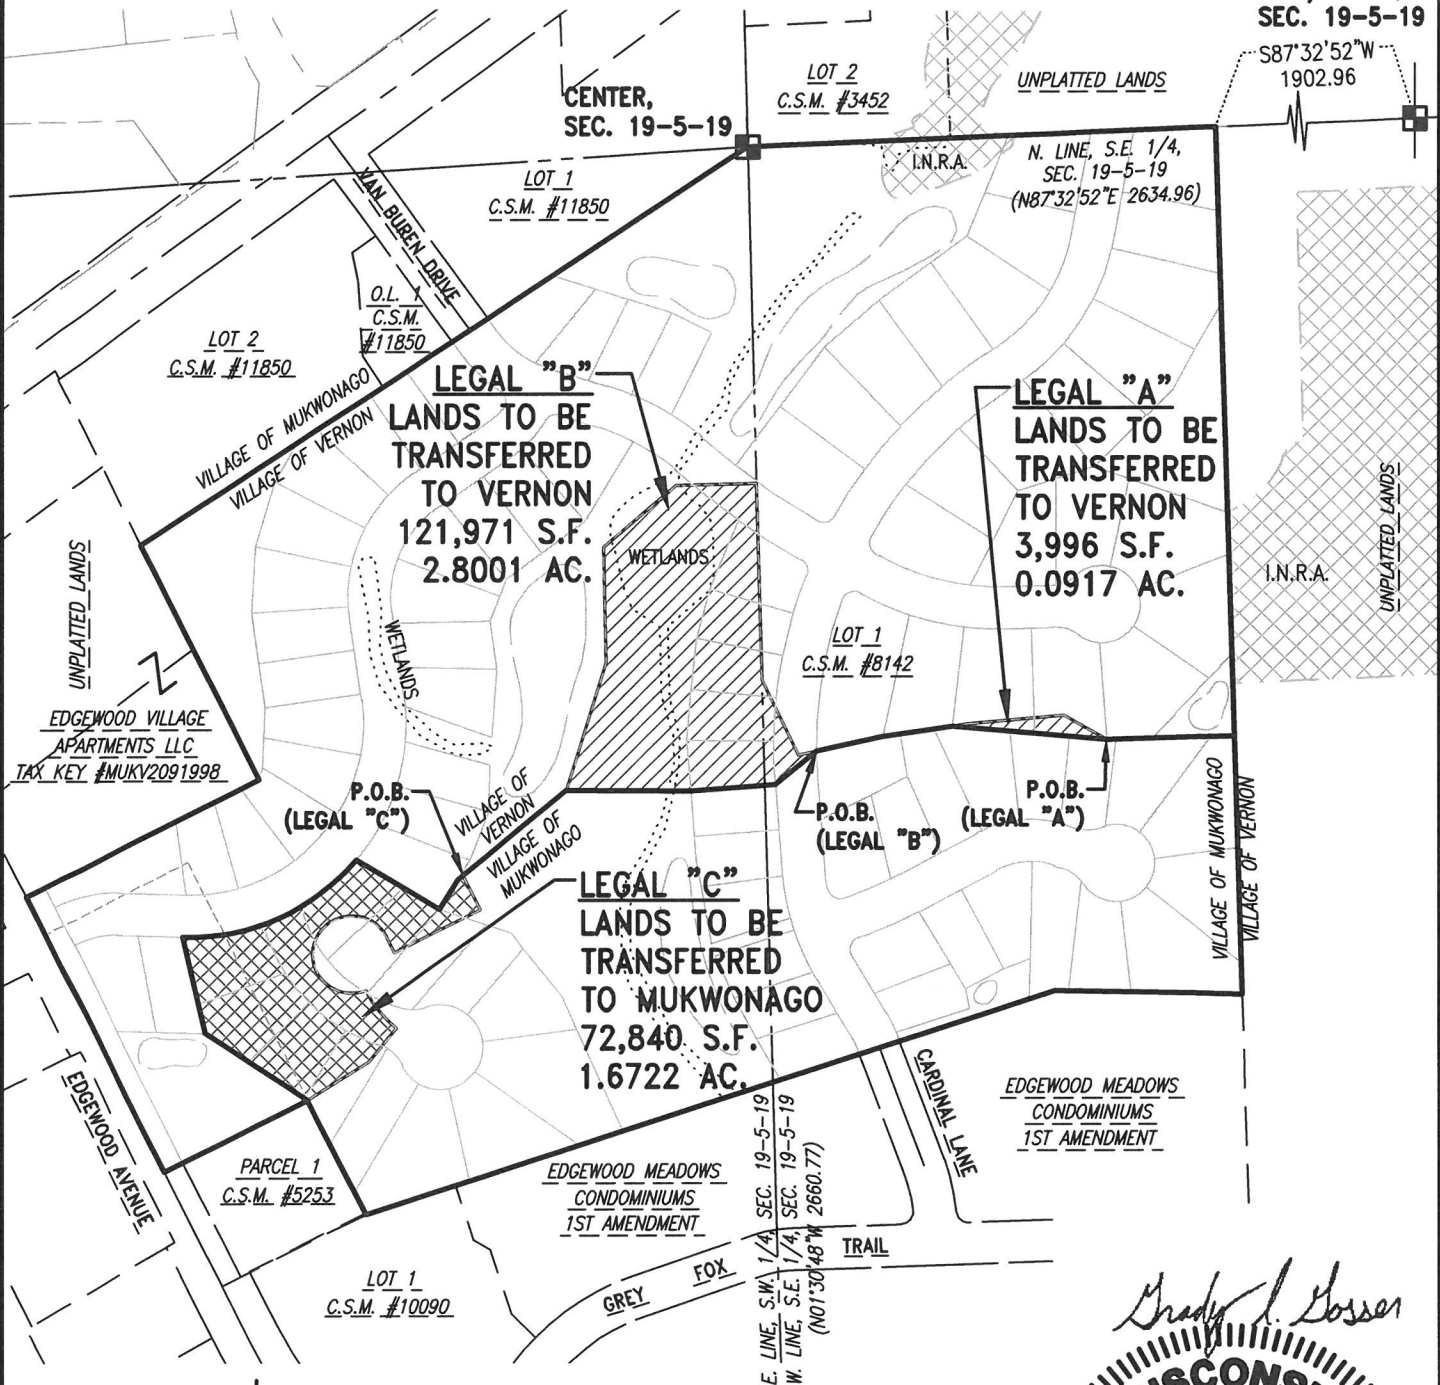 SEC. 19-5-19
S87°32'52"W
1902.96
LOT 2
C.S.M. #3452
UNPLATTED LANDS
CENTER,
SEC. 19-5-19
I.N.R.A.
N. LINE, S.E. 1/4,
SEC. 19-5-19
(N87°32'52"E 2634.96)
LOT 1
C.S.M. #11850
VAN BUREN DRIVE
O.L. 1
C.S.M.
#11850
LOT 2
C.S.M. #11850
VILLAGE OF MUKWONAGO
VILLAGE OF VERNON
LEGAL "B"
LANDS TO BE
TRANSFERRED
TO VERNON
121,971 S.F.
2.8001 AC.
LEGAL "A"
LANDS TO BE
TRANSFERRED
TO VERNON
3,996 S.F.
0.0917 AC.
WETLANDS
WETLANDS
UNPLATTED LANDS
UNPLATTED LANDS
I.N.R.A.
LOT 1
C.S.M. #8142
EDGEWOOD VILLAGE
APARTMENTS LLC
TAX KEY #MUKV2091998
P.O.B.
(LEGAL "C")
VILLAGE OF
VERNON
VILLAGE OF
MUKWONAGO
P.O.B.
(LEGAL "B")
P.O.B.
(LEGAL "A")
VILLAGE OF MUKWONAGO
VILLAGE OF VERNON
LEGAL "C"
LANDS TO BE
TRANSFERRED
TO MUKWONAGO
72,840 S.F.
1.6722 AC.
EDGEWOOD AVENUE
CARDINAL LANE
EDGEWOOD MEADOWS
CONDOMINIUMS
1ST AMENDMENT
PARCEL 1
C.S.M. #5253
EDGEWOOD MEADOWS
CONDOMINIUMS
1ST AMENDMENT
E. LINE, S.W. 1/4, SEC. 19-5-19
W. LINE, S.E. 1/4, SEC. 19-5-19
(N01°30'48"W 2660.77)
LOT 1
C.S.M. #10090
GREY FOX TRAIL
Grady L. Gosser